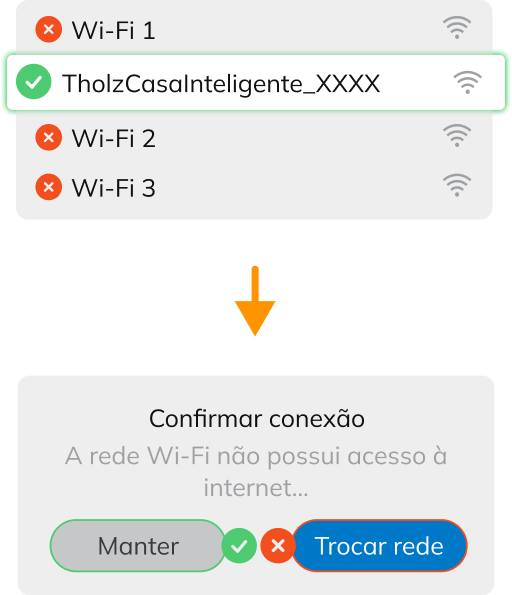 Wi-Fi 1
TholzCasaInteligente_XXXX
Wi-Fi 2
Wi-Fi 3
Confirmar conexão
A rede Wi-Fi não possui acesso à
internet...
Manter
Trocar rede